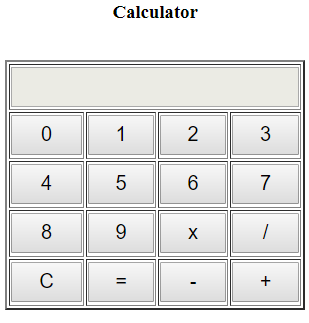 Calculator
0 1 2 3
4 5 6 7
8 9 x /
C = - +